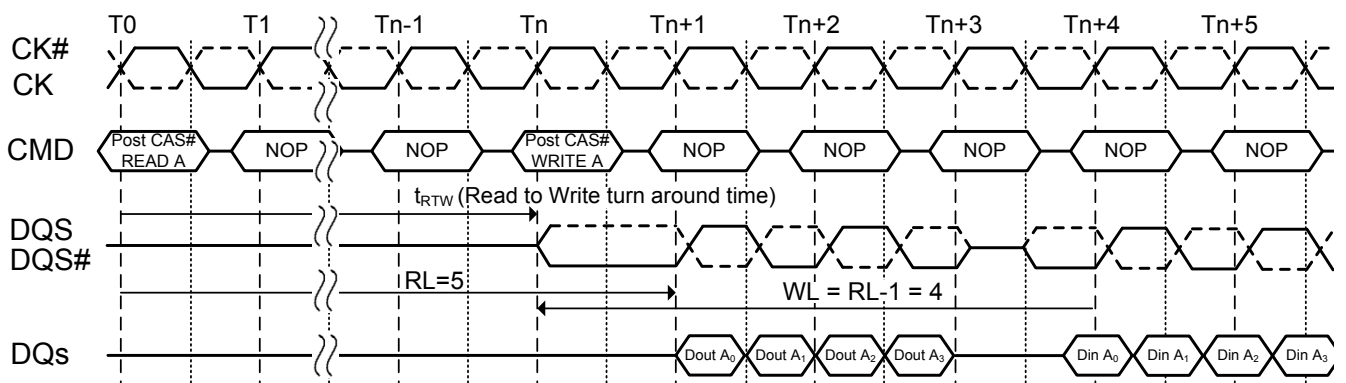 T0 T1 Tn-1 Tn Tn+1 Tn+2 Tn+3 Tn+4 Tn+5
CK#
CK
CMD
Post CAS# READ A
NOP
NOP
Post CAS# WRITE A
NOP
NOP
NOP
NOP
NOP
tRTW (Read to Write turn around time)
DQS
DQS#
RL=5
WL = RL-1 = 4
DQs
Dout A0 Dout A1 Dout A2 Dout A3 Din A0 Din A1 Din A2 Din A3